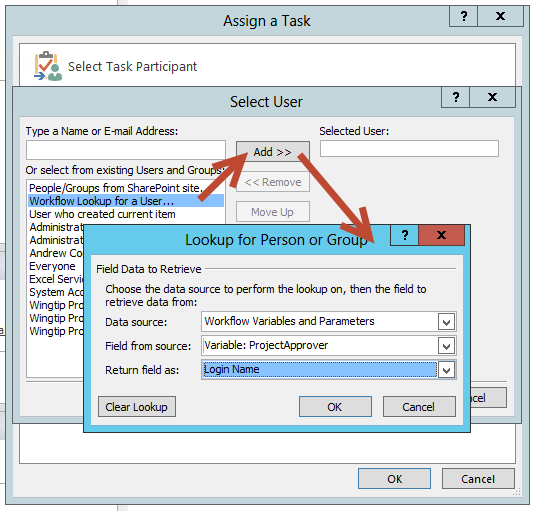 Assign a Task
? x
Select Task Participant
Select User
? x
Type a Name or E-mail Address:
Selected User:
Add >>
Or select from existing Users and Groups:
People/Groups from SharePoint site...
<< Remove
Workflow Lookup for a User...
User who created current item
Move Up
Administrat
Administrat
Andrew Con
Everyone
Excel Servic
System Acc
Wingtip Pro
Wingtip Pro
Wingtip Pro
Lookup for Person or Group
? x
Field Data to Retrieve
Choose the data source to perform the lookup on, then the field to
retrieve data from:
Data source: Workflow Variables and Parameters
Field from source: Variable: ProjectApprover
Return field as: Login Name
Clear Lookup OK Cancel
cel
OK Cancel